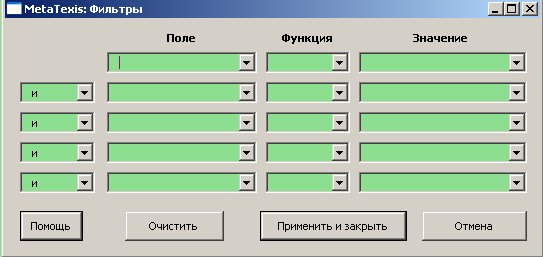 MetaTexis: Фильтры
Поле Функция Значение
и
и
и
и
Помощь Очистить Применить и закрыть Отмена